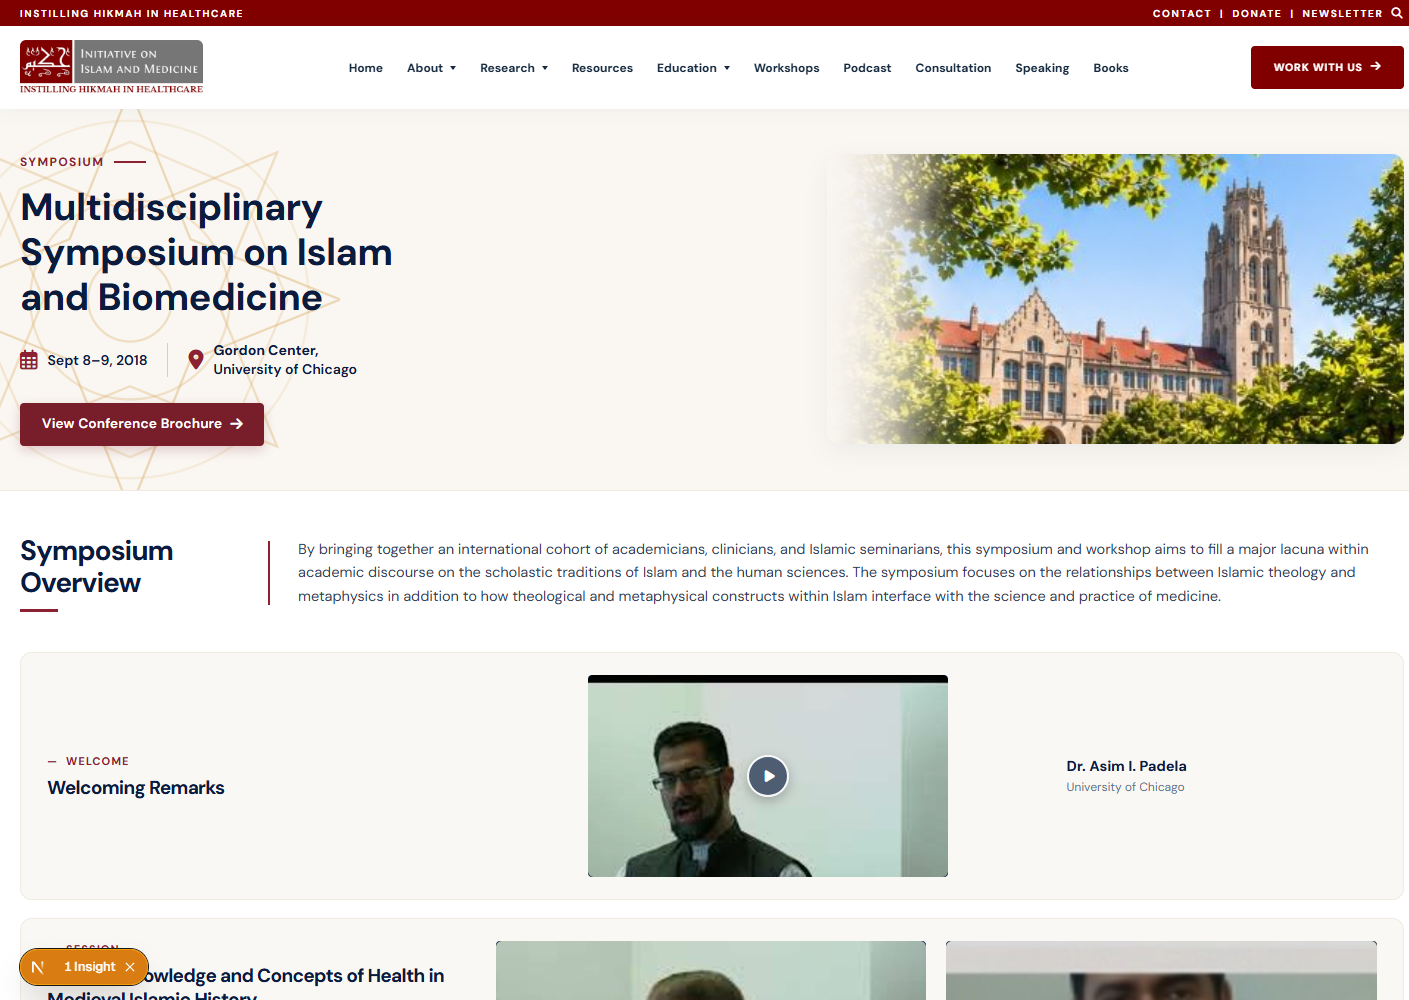 INSTILLING HIKMAH IN HEALTHCARE
CONTACT | DONATE | NEWSLETTER
INITIATIVE ON
ISLAM AND MEDICINE
INSTILLING HIKMAH IN HEALTHCARE
Home About Research Resources Education Workshops Podcast Consultation Speaking Books
WORK WITH US
SYMPOSIUM
Multidisciplinary
Symposium on Islam
and Biomedicine
Sept 8–9, 2018
Gordon Center,
University of Chicago
View Conference Brochure
Symposium
Overview
By bringing together an international cohort of academicians, clinicians, and Islamic seminarians, this symposium and workshop aims to fill a major lacuna within
academic discourse on the scholastic traditions of Islam and the human sciences. The symposium focuses on the relationships between Islamic theology and
metaphysics in addition to how theological and metaphysical constructs within Islam interface with the science and practice of medicine.
— WELCOME
Welcoming Remarks
Dr. Asim I. Padela
University of Chicago
SESSION
owledge and Concepts of Health in
Medieval Islamic History
1 Insight